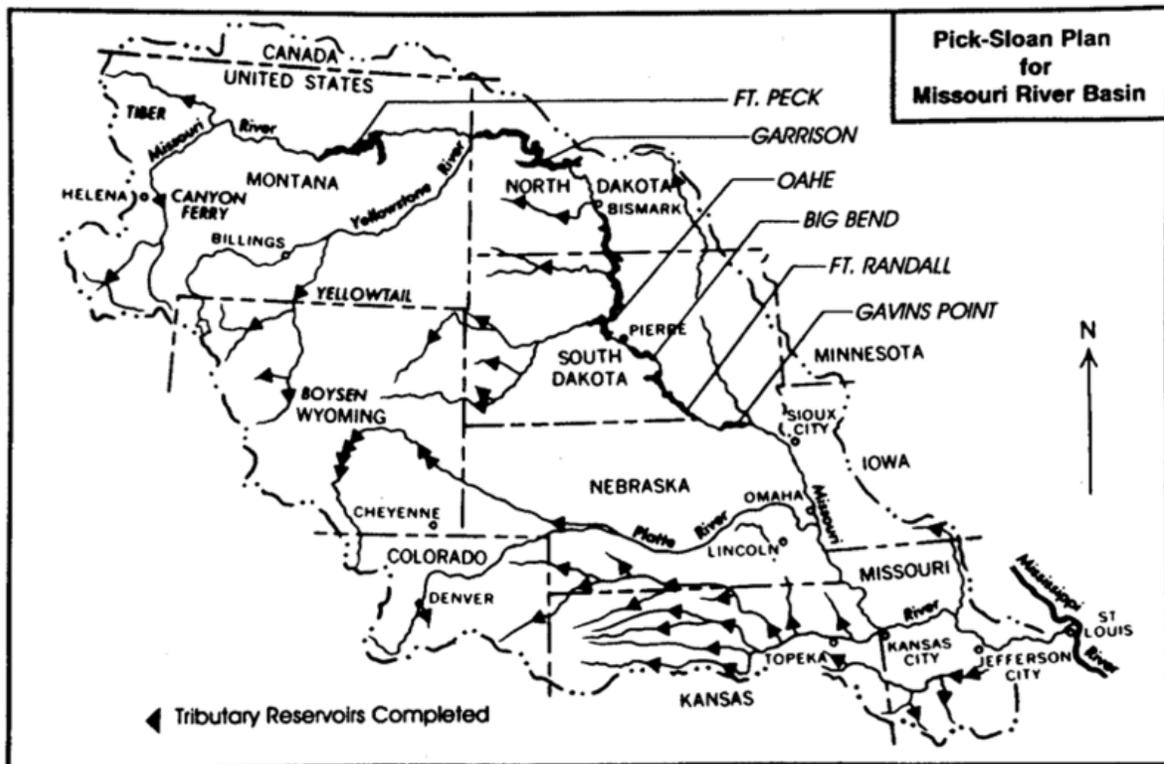 Pick-Sloan Plan
for
Missouri River Basin
CANADA
UNITED STATES
FT. PECK
TIBER
Missouri
River
GARRISON
MONTANA
River
NORTH
DAKOTA
OAHE
HELENA
CANYON
FERRY
Yellowstone
BISMARK
BIG BEND
BILLINGS
FT. RANDALL
YELLOWTAIL
GAVINS POINT
PIERRE
N
SOUTH
DAKOTA
MINNESOTA
BOYSEN
WYOMING
SIOUX
CITY
IOWA
NEBRASKA
OMAHA
Missouri
CHEYENNE
Platte
River
LINCOLN
COLORADO
MISSOURI
Mississippi
DENVER
River
ST
LOUIS
TOPEKA
KANSAS
CITY
JEFFERSON
CITY
River
KANSAS
Tributary Reservoirs Completed